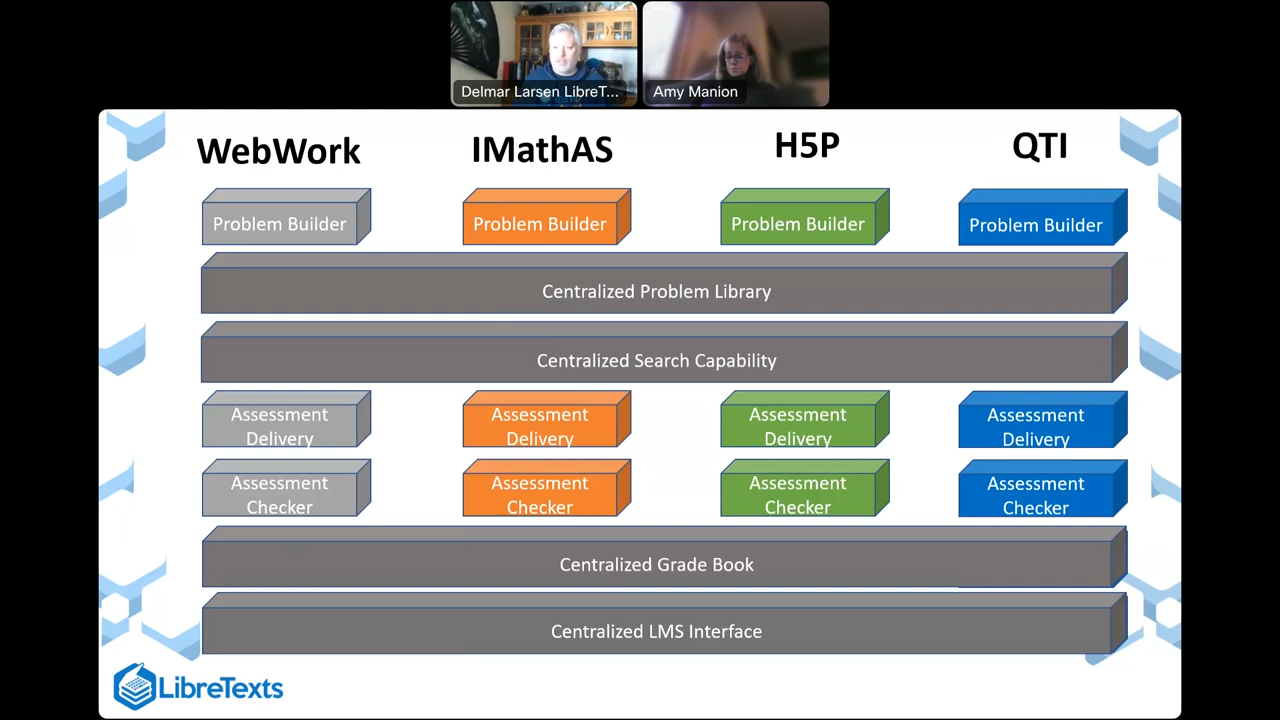 Delmar Larsen LibreT...
Amy Manion
WebWork
IMathAS
H5P
QTI
Problem Builder
Problem Builder
Problem Builder
Problem Builder
Centralized Problem Library
Centralized Search Capability
Assessment
Delivery
Assessment
Delivery
Assessment
Delivery
Assessment
Delivery
Assessment
Checker
Assessment
Checker
Assessment
Checker
Assessment
Checker
Centralized Grade Book
Centralized LMS Interface
LibreTexts